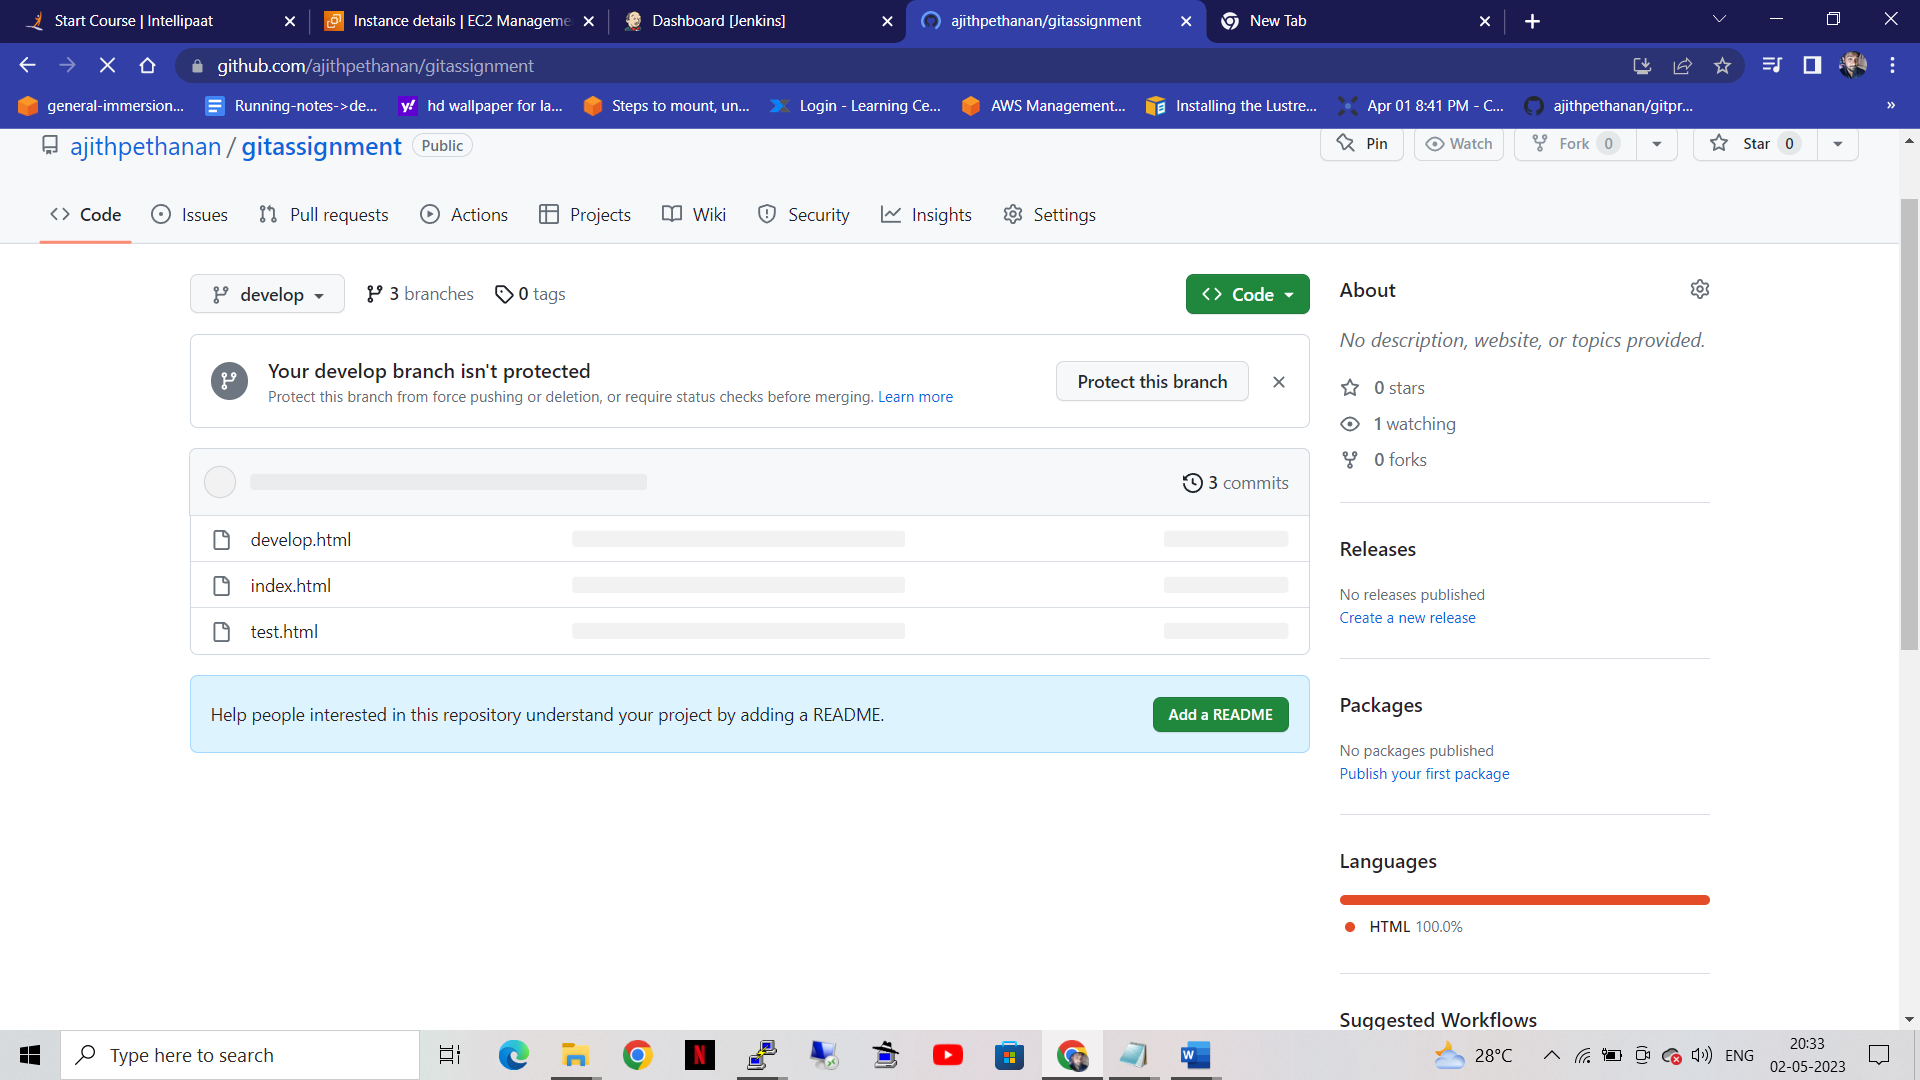 Start Course | Intellipaat
Instance details | EC2 Manageme
Dashboard [Jenkins]
ajithpethanan/gitassignment
New Tab
github.com/ajithpethanan/gitassignment
general-immersion...
Running-notes->de...
hd wallpaper for la...
Steps to mount, un...
Login - Learning Ce...
AWS Management...
Installing the Lustre...
Apr 01 8:41 PM - C...
ajithpethanan/gitpr...
»
ajithpethanan / gitassignment Public
Pin
Watch
Fork 0
Star 0
Code
Issues
Pull requests
Actions
Projects
Wiki
Security
Insights
Settings
develop
3 branches
0 tags
Code
Your develop branch isn't protected
Protect this branch from force pushing or deletion, or require status checks before merging. Learn more
Protect this branch
3 commits
develop.html
index.html
test.html
Help people interested in this repository understand your project by adding a README.
Add a README
About
No description, website, or topics provided.
0 stars
1 watching
0 forks
Releases
No releases published
Create a new release
Packages
No packages published
Publish your first package
Languages
HTML 100.0%
Suggested Workflows
Type here to search
28°C
ENG
20:33
02-05-2023